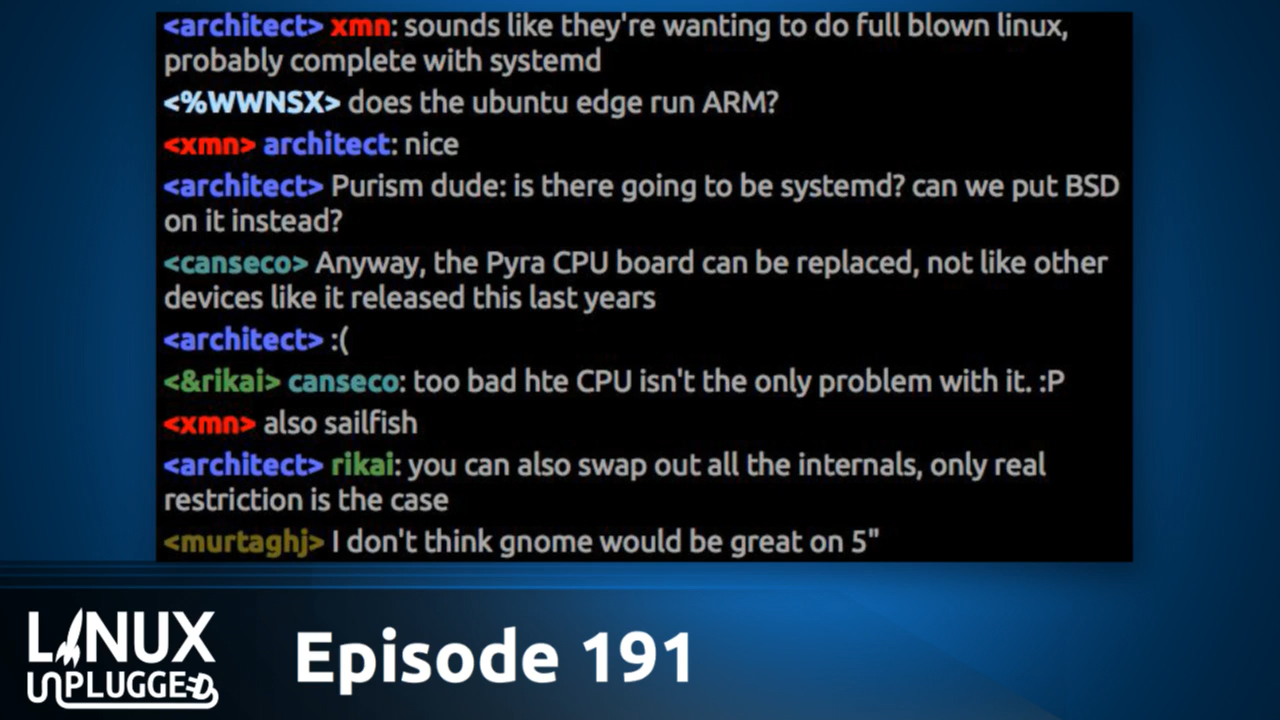 <architect> xmn: sounds like they're wanting to do full blown linux,
probably complete with systemd
<%WWNSX> does the ubuntu edge run ARM?
<xmn> architect: nice
<architect> Purism dude: is there going to be systemd? can we put BSD
on it instead?
<canseco> Anyway, the Pyra CPU board can be replaced, not like other
devices like it released this last years
<architect> :(
<&rikai> canseco: too bad hte CPU isn't the only problem with it. :P
<xmn> also sailfish
<architect> rikai: you can also swap out all the internals, only real
restriction is the case
<murtaghj> I don't think gnome would be great on 5"
LINUX
UNPLUGGED
Episode 191